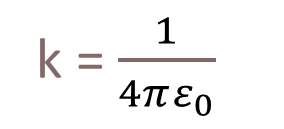 k = 1/(4πε₀)